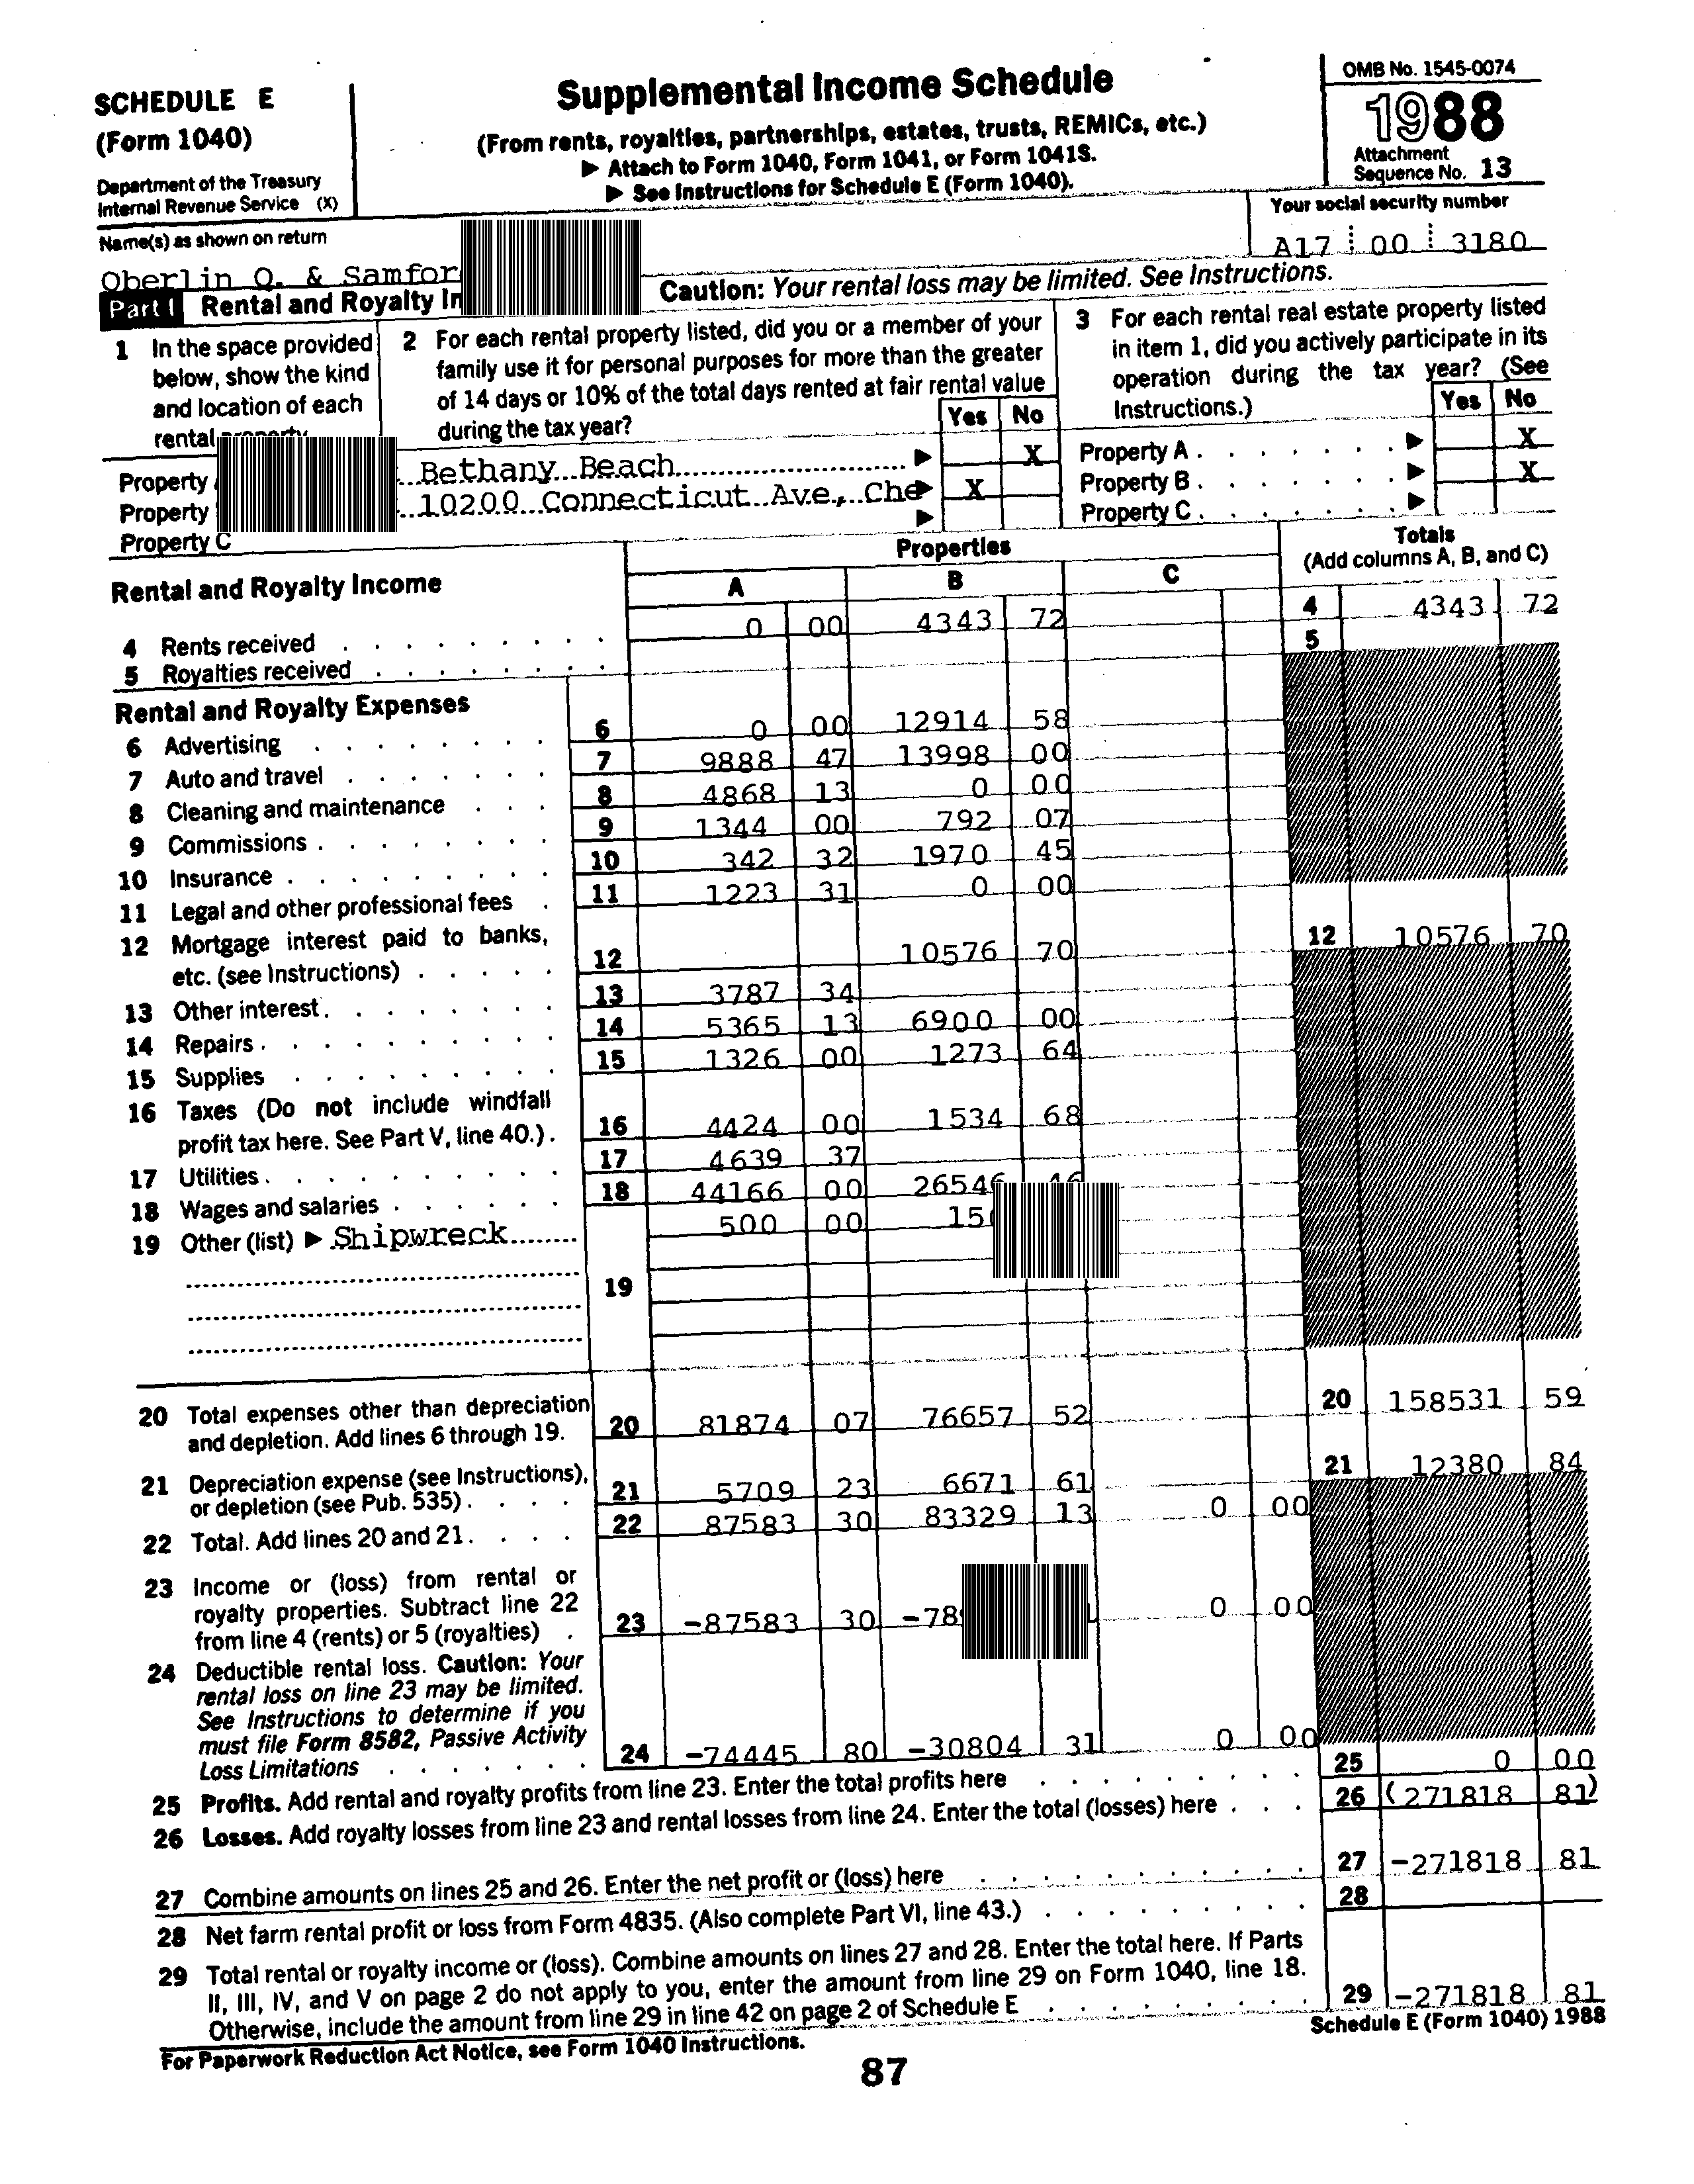 SCHEDULE E
(Form 1040)
Department of the Treasury
Internal Revenue Service (X)
Supplemental Income Schedule
(From rents, royalties, partnerships, estates, trusts, REMICs, etc.)
▶ Attach to Form 1040, Form 1041, or Form 1041S.
▶ See Instructions for Schedule E (Form 1040).
OMB No. 1545-0074
1988
Attachment
Sequence No. 13
Name(s) as shown on return
Oberlin Q. & Samfor
Your social security number
A17 00 3180
Part I Rental and Royalty
Caution: Your rental loss may be limited. See Instructions.
1 In the space provided
below, show the kind
and location of each
rental property
2 For each rental property listed, did you or a member of your
family use it for personal purposes for more than the greater
of 14 days or 10% of the total days rented at fair rental value
during the tax year?
Yes No
3 For each rental real estate property listed
in item 1, did you actively participate in its
operation during the tax year? (See
Instructions.)
Yes No
Property Bethany Beach ▶ X
Property 10200 Connecticut Ave., Che ▶ X
Property C ▶
Property A . . . . . . . ▶ X
Property B . . . . . . . ▶ X
Property C . . . . . . . ▶
Rental and Royalty Income
Properties
A B C
Totals
(Add columns A, B, and C)
4 Rents received 0 00 4343 72 4 4343 72
5 Royalties received 5
Rental and Royalty Expenses
6 Advertising 6 0 00 12914 58
7 Auto and travel 7 9888 47 13998 00
8 Cleaning and maintenance 8 4868 13 0 00
9 Commissions 9 1344 00 792 07
10 Insurance 10 342 32 1970 45
11 Legal and other professional fees 11 1223 31 0 00
12 Mortgage interest paid to banks,
etc. (see Instructions) 12 10576 70 12 10576 70
13 Other interest 13 3787 34
14 Repairs 14 5365 13 6900 00
15 Supplies 15 1326 00 1273 64
16 Taxes (Do not include windfall
profit tax here. See Part V, line 40.) 16 4424 00 1534 68
17 Utilities 17 4639 37
18 Wages and salaries 18 44166 00 26546 46
19 Other (list) ▶ Shipwreck 500 00
19
20 Total expenses other than depreciation
and depletion. Add lines 6 through 19. 20 81874 07 76657 52 20 158531 59
21 Depreciation expense (see Instructions),
or depletion (see Pub. 535) 21 5709 23 6671 61 21 12380 84
22 Total. Add lines 20 and 21 22 87583 30 83329 13 0 00
23 Income or (loss) from rental or
royalty properties. Subtract line 22
from line 4 (rents) or 5 (royalties) 23 -87583 30 -78 0 00
24 Deductible rental loss. Caution: Your
rental loss on line 23 may be limited.
See Instructions to determine if you
must file Form 8582, Passive Activity
Loss Limitations 24 -74445 80 -30804 31 0 00
25 Profits. Add rental and royalty profits from line 23. Enter the total profits here 25 0 00
26 Losses. Add royalty losses from line 23 and rental losses from line 24. Enter the total (losses) here 26 (271818 81)
27 Combine amounts on lines 25 and 26. Enter the net profit or (loss) here 27 -271818 81
28 Net farm rental profit or loss from Form 4835. (Also complete Part VI, line 43.) 28
29 Total rental or royalty income or (loss). Combine amounts on lines 27 and 28. Enter the total here. If Parts
II, III, IV, and V on page 2 do not apply to you, enter the amount from line 29 on Form 1040, line 18.
Otherwise, include the amount from line 29 in line 42 on page 2 of Schedule E 29 -271818 81
For Paperwork Reduction Act Notice, see Form 1040 Instructions.
Schedule E (Form 1040) 1988
87